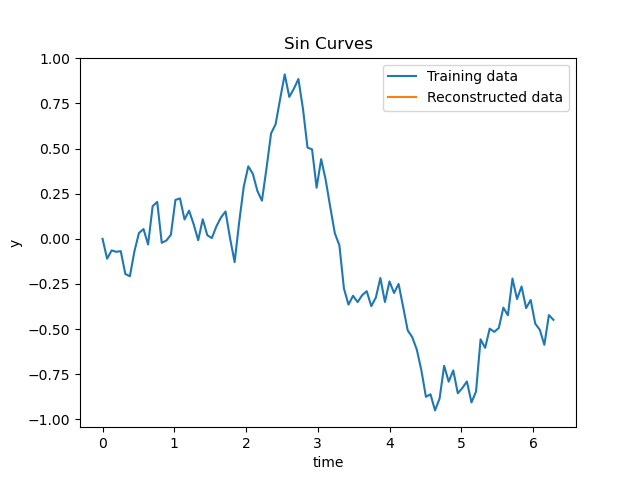 Sin Curves
Training data
Reconstructed data
1.00
0.75
0.50
0.25
0.00
−0.25
−0.50
−0.75
−1.00
y
0 1 2 3 4 5 6
time